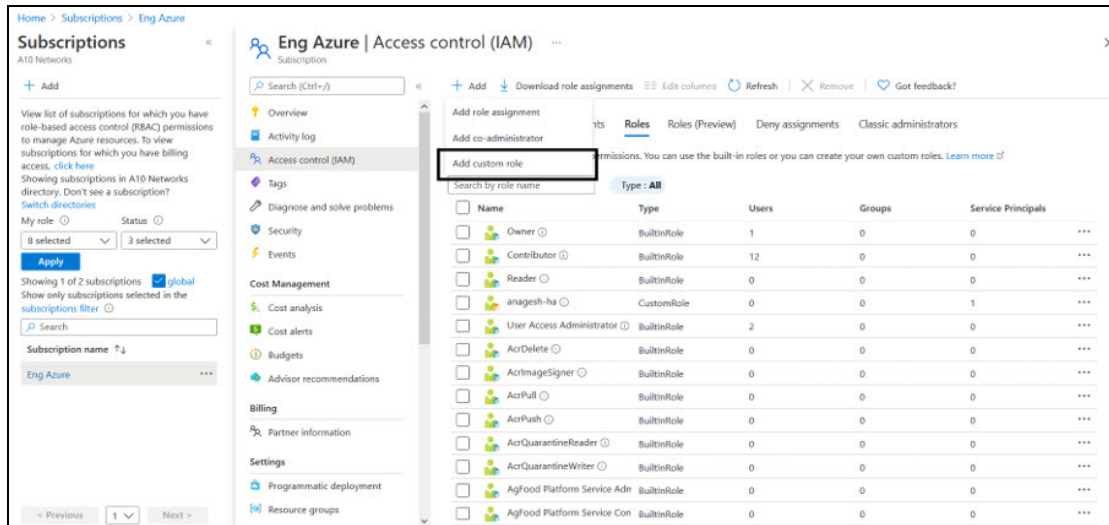 Home > Subscriptions > Eng Azure
Subscriptions
A10 Networks
+ Add
View list of subscriptions for which you have
role-based access control (RBAC) permissions
to manage Azure resources. To view
subscriptions for which you have billing
access, click here
Showing subscriptions in A10 Networks
directory. Don't see a subscription?
Switch directories
My role Status
8 selected 3 selected
Apply
Showing 1 of 2 subscriptions global
Show only subscriptions selected in the
subscriptions filter
Search
Subscription name ↑↓
Eng Azure ...
< Previous 1 Next >
Eng Azure | Access control (IAM) ...
Subscription
Search (Ctrl+/)
Overview
Activity log
Access control (IAM)
Tags
Diagnose and solve problems
Security
Events
Cost Management
Cost analysis
Cost alerts
Budgets
Advisor recommendations
Billing
Partner information
Settings
Programmatic deployment
Resource groups
+ Add Download role assignments Edit columns Refresh Remove Got feedback?
Add role assignment
Add co-administrator
Add custom role
nts Roles Roles (Preview) Deny assignments Classic administrators
ermissions. You can use the built-in roles or you can create your own custom roles. Learn more
Search by role name Type : All
Name Type Users Groups Service Principals
Owner BuiltInRole 1 0 0 ...
Contributor BuiltInRole 12 0 0 ...
Reader BuiltInRole 0 0 0 ...
anagesh-ha CustomRole 0 0 1 ...
User Access Administrator BuiltInRole 2 0 0 ...
AcrDelete BuiltInRole 0 0 0 ...
AcrImageSigner BuiltInRole 0 0 0 ...
AcrPull BuiltInRole 0 0 0 ...
AcrPush BuiltInRole 0 0 0 ...
AcrQuarantineReader BuiltInRole 0 0 0 ...
AcrQuarantineWriter BuiltInRole 0 0 0 ...
AgFood Platform Service Adn BuiltInRole 0 0 0 ...
AgFood Platform Service Con BuiltInRole 0 0 0 ...